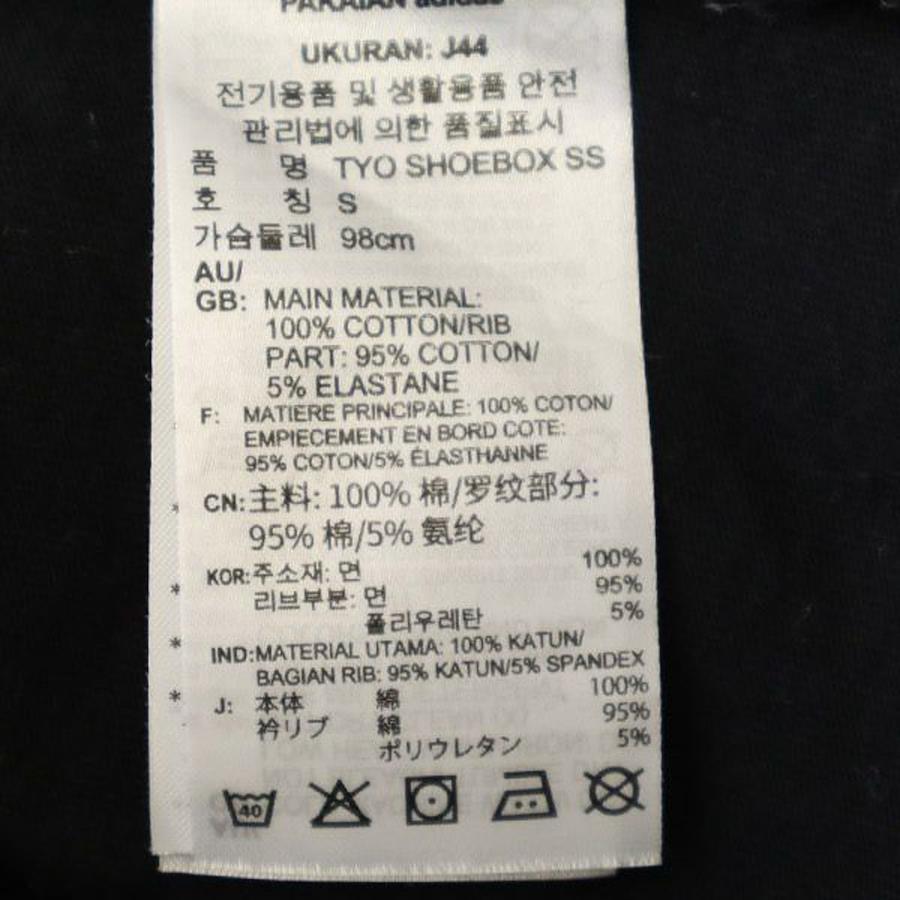 PAKAIAN adidas
UKURAN: J44
전기용품 및 생활용품 안전
관리법에 의한 품질표시
품 명 TYO SHOEBOX SS
호 칭 S
가슴둘레 98cm
AU/
GB: MAIN MATERIAL:
100% COTTON/RIB
PART: 95% COTTON/
5% ELASTANE
F: MATIERE PRINCIPALE: 100% COTON/
EMPIECEMENT EN BORD COTE:
95% COTON/5% ÉLASTHANNE
CN:主料: 100% 棉/罗纹部分:
95% 棉/5% 氨纶
KOR:주소재: 면 100%
리브부분: 면 95%
폴리우레탄 5%
IND:MATERIAL UTAMA: 100% KATUN/
BAGIAN RIB: 95% KATUN/5% SPANDEX
J: 本体 綿 100%
衿リブ 綿 95%
ポリウレタン 5%
40